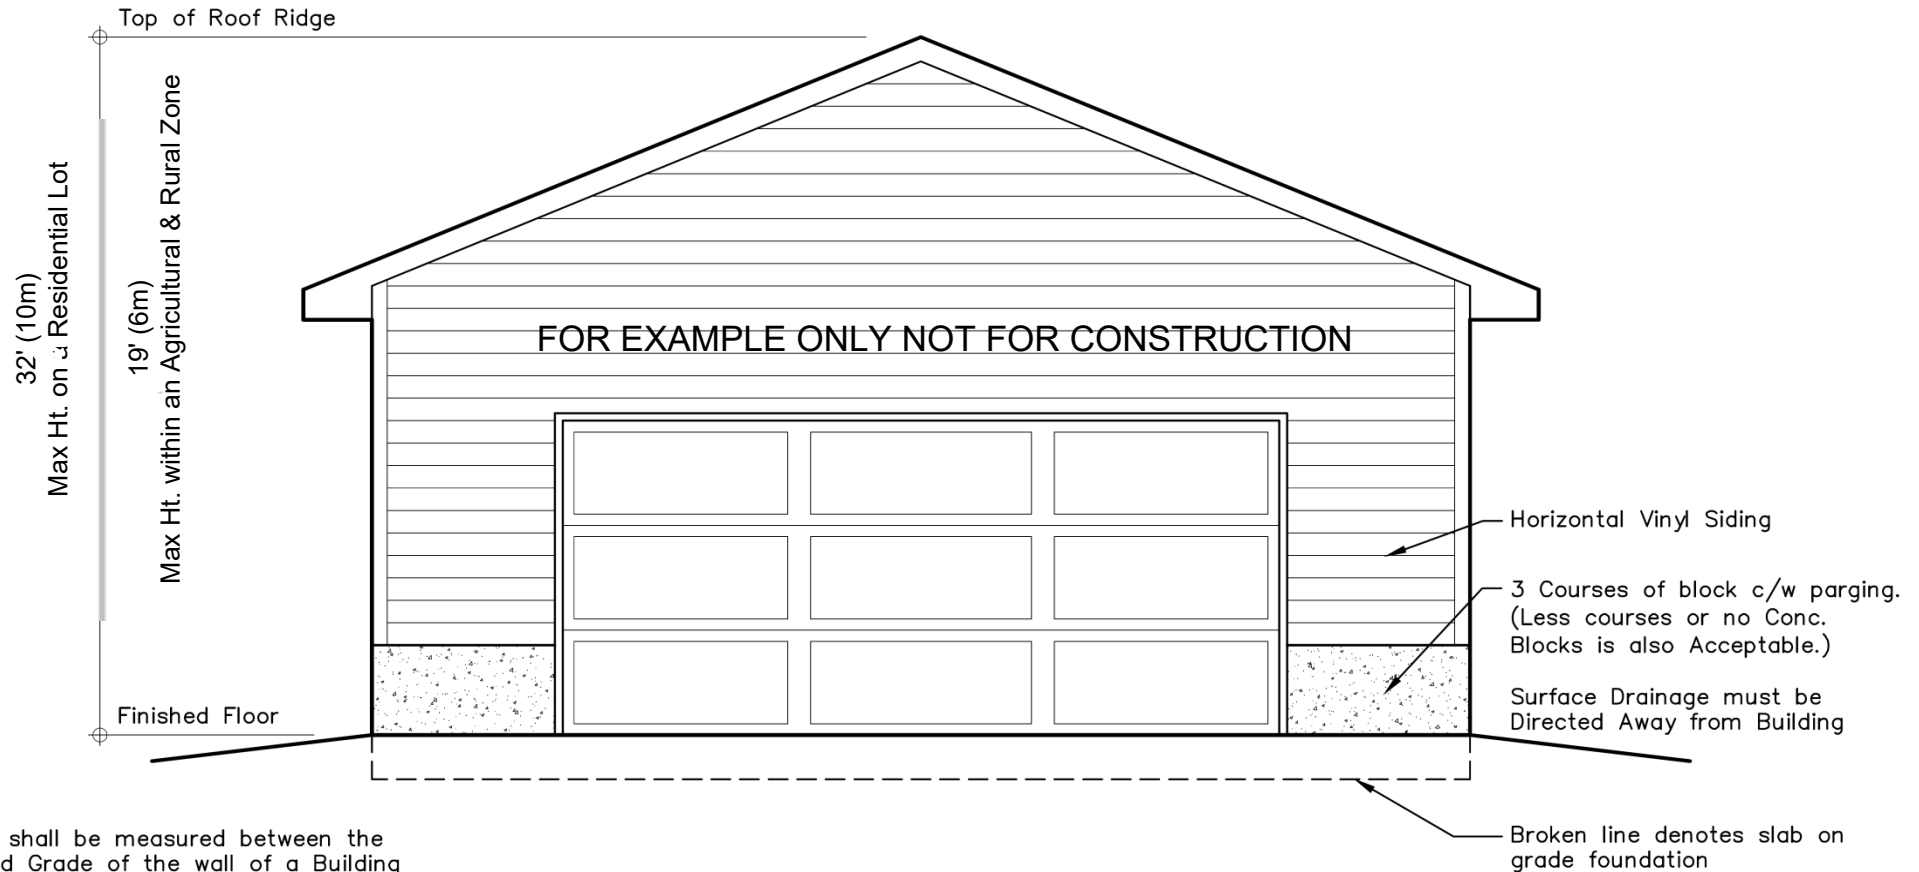 Top of Roof Ridge
32' (10m)
Max Ht. on a Residential Lot
19' (6m)
Max Ht. within an Agricultural & Rural Zone
FOR EXAMPLE ONLY NOT FOR CONSTRUCTION
Horizontal Vinyl Siding
3 Courses of block c/w parging.
(Less courses or no Conc.
Blocks is also Acceptable.)
Surface Drainage must be
Directed Away from Building
Finished Floor
shall be measured between the
d Grade of the wall of a Building
Broken line denotes slab on
grade foundation